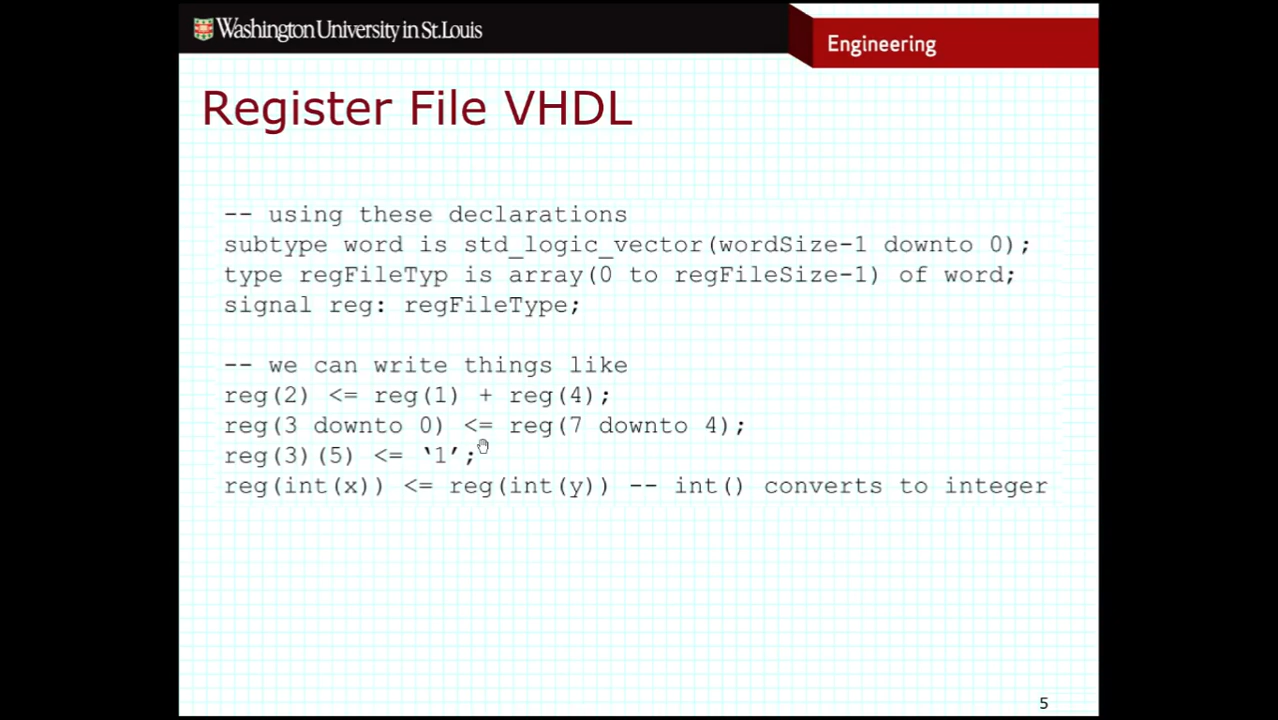 Washington University in St.Louis
Engineering
Register File VHDL
-- using these declarations
subtype word is std_logic_vector(wordSize-1 downto 0);
type regFileTyp is array(0 to regFileSize-1) of word;
signal reg: regFileType;
-- we can write things like
reg(2) <= reg(1) + reg(4);
reg(3 downto 0) <= reg(7 downto 4);
reg(3)(5) <= ‘1’;
reg(int(x)) <= reg(int(y)) -- int() converts to integer
5